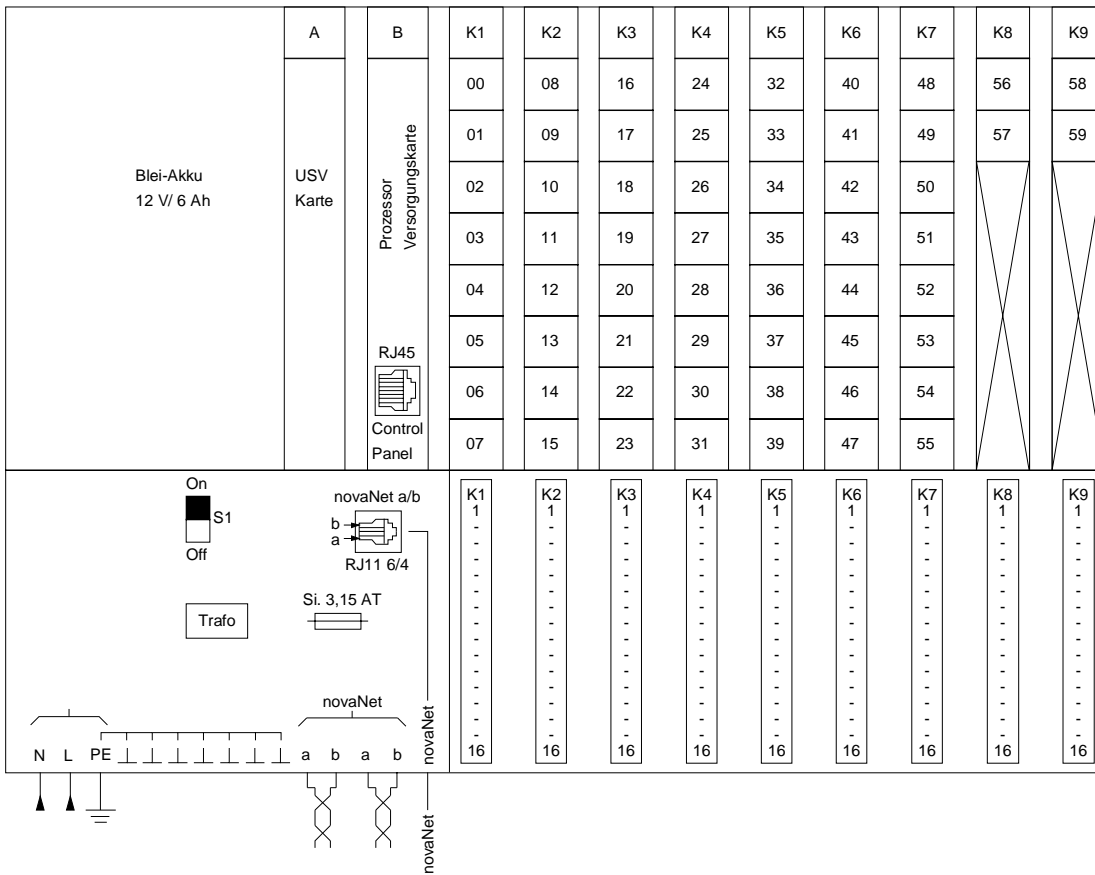 A B K1 K2 K3 K4 K5 K6 K7 K8 K9
Blei-Akku
12 V/ 6 Ah
USV
Karte
Prozessor
Versorgungskarte
RJ45
Control
Panel
00 08 16 24 32 40 48 56 58
01 09 17 25 33 41 49 57 59
02 10 18 26 34 42 50
03 11 19 27 35 43 51
04 12 20 28 36 44 52
05 13 21 29 37 45 53
06 14 22 30 38 46 54
07 15 23 31 39 47 55
On
S1
Off
novaNet a/b
b
a
RJ11 6/4
Trafo
Si. 3,15 AT
novaNet
N L PE a b a b
novaNet
novaNet
K1 K2 K3 K4 K5 K6 K7 K8 K9
1 1 1 1 1 1 1 1 1
- - - - - - - - -
- - - - - - - - -
- - - - - - - - -
- - - - - - - - -
- - - - - - - - -
- - - - - - - - -
- - - - - - - - -
- - - - - - - - -
- - - - - - - - -
- - - - - - - - -
- - - - - - - - -
- - - - - - - - -
- - - - - - - - -
- - - - - - - - -
16 16 16 16 16 16 16 16 16